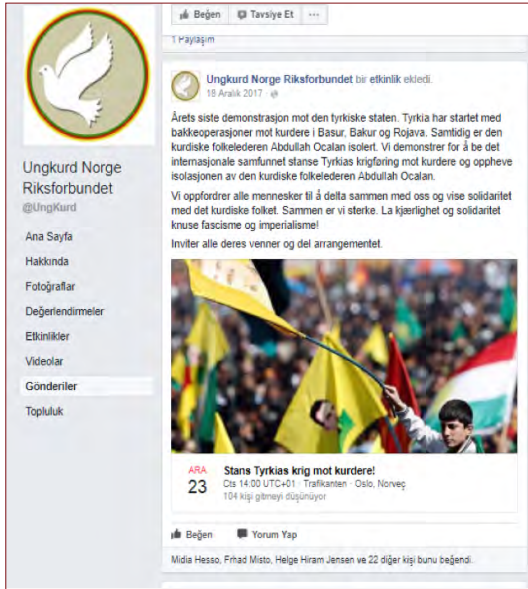 Beğen
Tavsiye Et
1 Paylaşım
Ungkurd Norge Riksforbundet
@UngKurd
Ana Sayfa
Hakkında
Fotoğraflar
Değerlendirmeler
Etkinlikler
Videolar
Gönderiler
Topluluk
Ungkurd Norge Riksforbundet bir etkinlik ekledi.
18 Aralık 2017 ·
Årets siste demonstrasjon mot den tyrkiske staten. Tyrkia har startet med
bakkeoperasjoner mot kurdere i Basur, Bakur og Rojava. Samtidig er den
kurdiske folkelederen Abdullah Ocalan isolert. Vi demonstrer for å be det
internasjonale samfunnet stanse Tyrkias krigføring mot kurdere og oppheve
isolasjonen av den kurdiske folkelederen Abdullah Ocalan.
Vi oppfordrer alle mennesker til å delta sammen med oss og vise solidaritet
med det kurdiske folket. Sammen er vi sterke. La kjærlighet og solidaritet
knuse fascisme og imperialisme!
Inviter alle deres venner og del arrangementet.
ARA
23
Stans Tyrkias krig mot kurdere!
Cts 14:00 UTC+01 · Trafikanten · Oslo, Norveç
104 kişi gitmeyi düşünüyor
Beğen
Yorum Yap
Midia Hesso, Frhad Misto, Helge Hiram Jensen ve 22 diğer kişi bunu beğendi.